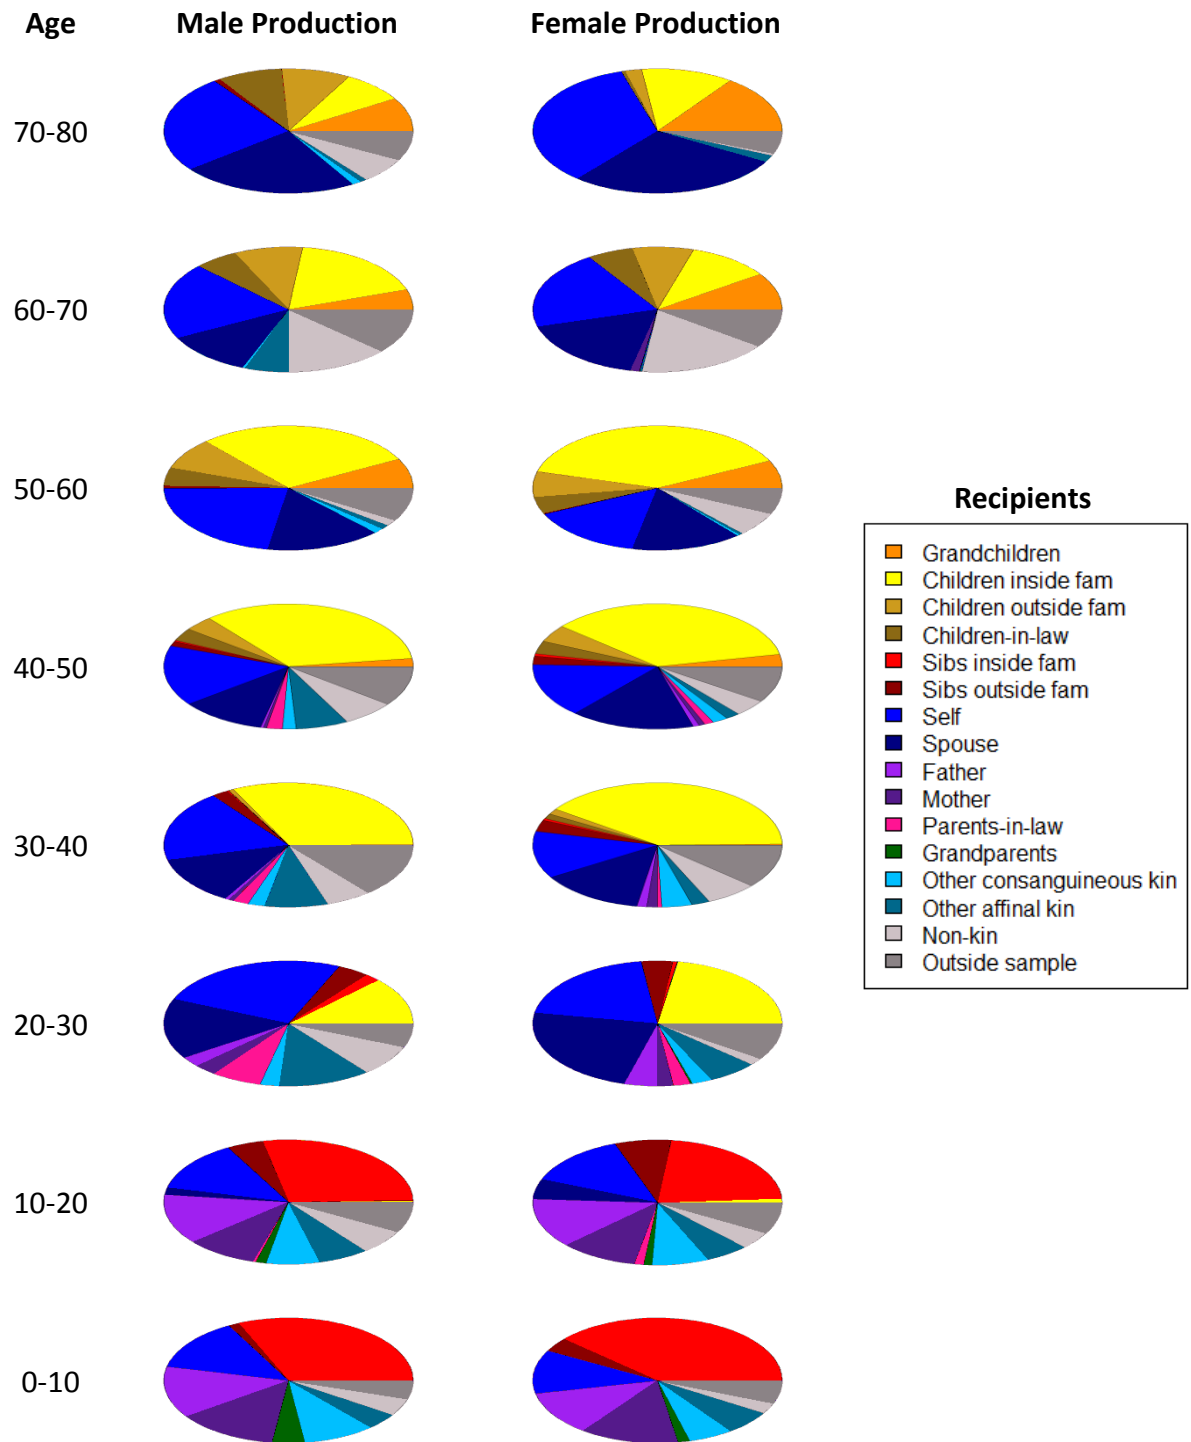 Age Male Production Female Production
70-80
60-70
50-60
Recipients
Grandchildren
Children inside fam
Children outside fam
Children-in-law
40-50
Sibs inside fam
Sibs outside fam
Self
Spouse
Father
Mother
Parents-in-law
30-40
Grandparents
Other consanguineous kin
Other affinal kin
Non-kin
Outside sample
20-30
10-20
0-10